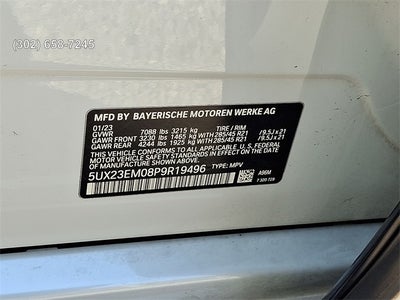 (302) 658-7245
MFD BY BAYERISCHE MOTOREN WERKE AG
01/23
GVWR 7088 lbs 3215 kg TIRE / RIM
GAWR FRONT 3230 lbs 1465 kg WITH 285/45 R21 /9.5J x 21
GAWR REAR 4244 lbs 1925 kg WITH 285/45 R21 /9.5J x 21
THIS VEHICLE CONFORMS TO ALL APPLICABLE U.S. FEDERAL
MOTOR VEHICLE SAFETY STANDARDS IN EFFECT ON THE DATE
OF MANUFACTURE SHOWN ABOVE.
5UX23EM08P9R19496 TYPE: MPV
A96M